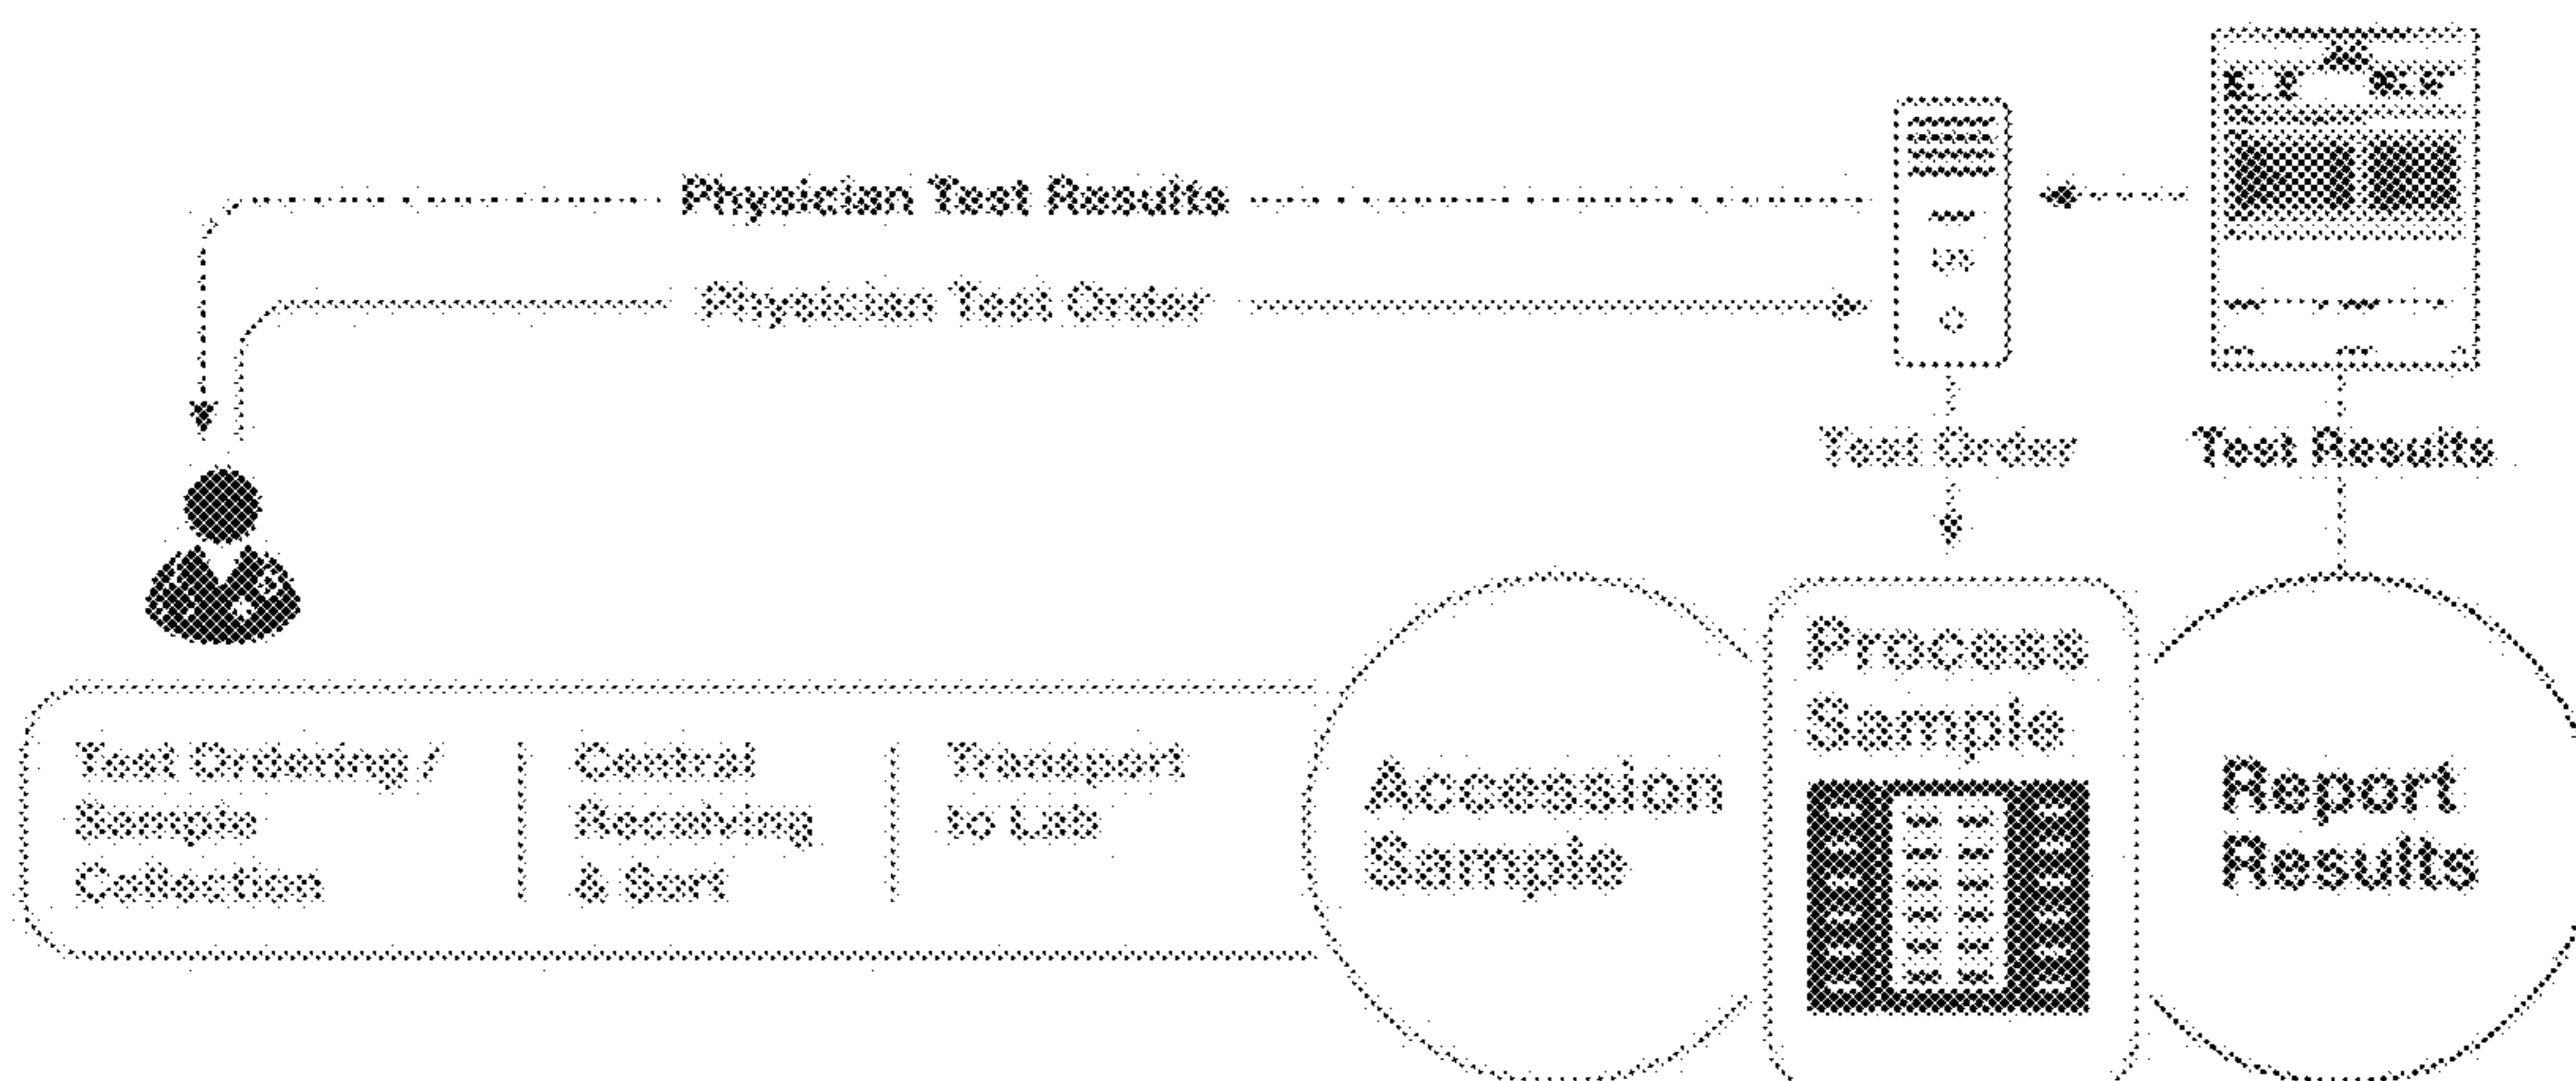 Physician Test Results
Physician Test Order
Test Order
Test Results
Test Ordering /
Sample
Collection
Central
Receiving
& Sort
Transport
to Lab
Accession
Sample
Process
Sample
Report
Results